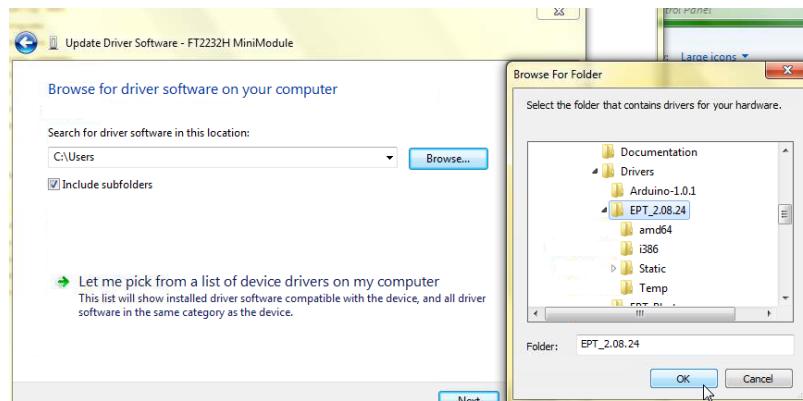 trol Panel
Update Driver Software - FT2232H MiniModule
Large icons
Browse For Folder
Browse for driver software on your computer
Select the folder that contains drivers for your hardware.
Search for driver software in this location:
C:\Users
Browse...
Include subfolders
Documentation
Drivers
Arduino-1.0.1
EPT_2.08.24
amd64
i386
Static
Temp
Let me pick from a list of device drivers on my computer
This list will show installed driver software compatible with the device, and all driver
software in the same category as the device.
Folder:
EPT_2.08.24
OK
Cancel
Next